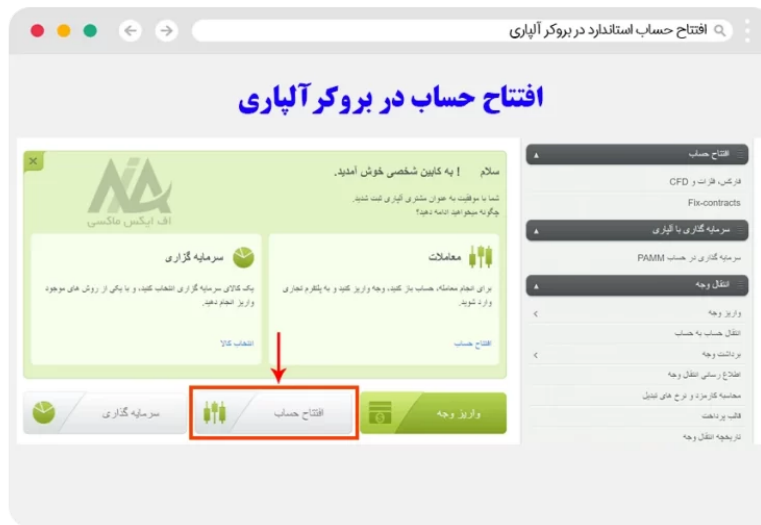 افتتاح حساب استاندارد در بروکر آلپاری
افتتاح حساب در بروکر آلپاری
افتتاح حساب
فارکس، فلزات و CFD
Fix-contracts
سرمایه گذاری با آلپاری
سرمایه گذاری در حساب PAMM
انتقال وجه
واریز وجه
انتقال حساب به حساب
برداشت وجه
اطلاع رسانی انتقال وجه
محاسبه کارمزد و نرخ های تبدیل
قالب پرداخت
تاریخچه انتقال وجه
سلام ! به کابین شخصی خوش آمدید.
شما با موفقیت به عنوان مشتری آلپاری ثبت شدید.
چگونه میخواهید ادامه دهید؟
اف ایکس ماکسی
معاملات
برای انجام معامله، حساب باز کنید، وجه واریز کنید و به پلتفرم تجاری
وارد شوید.
افتتاح حساب
سرمایه گزاری
یک کالای سرمایه گزاری انتخاب کنید، و با یکی از روش های موجود
واریز انجام دهید.
انتخاب کالا
واریز وجه
افتتاح حساب
سرمایه گذاری